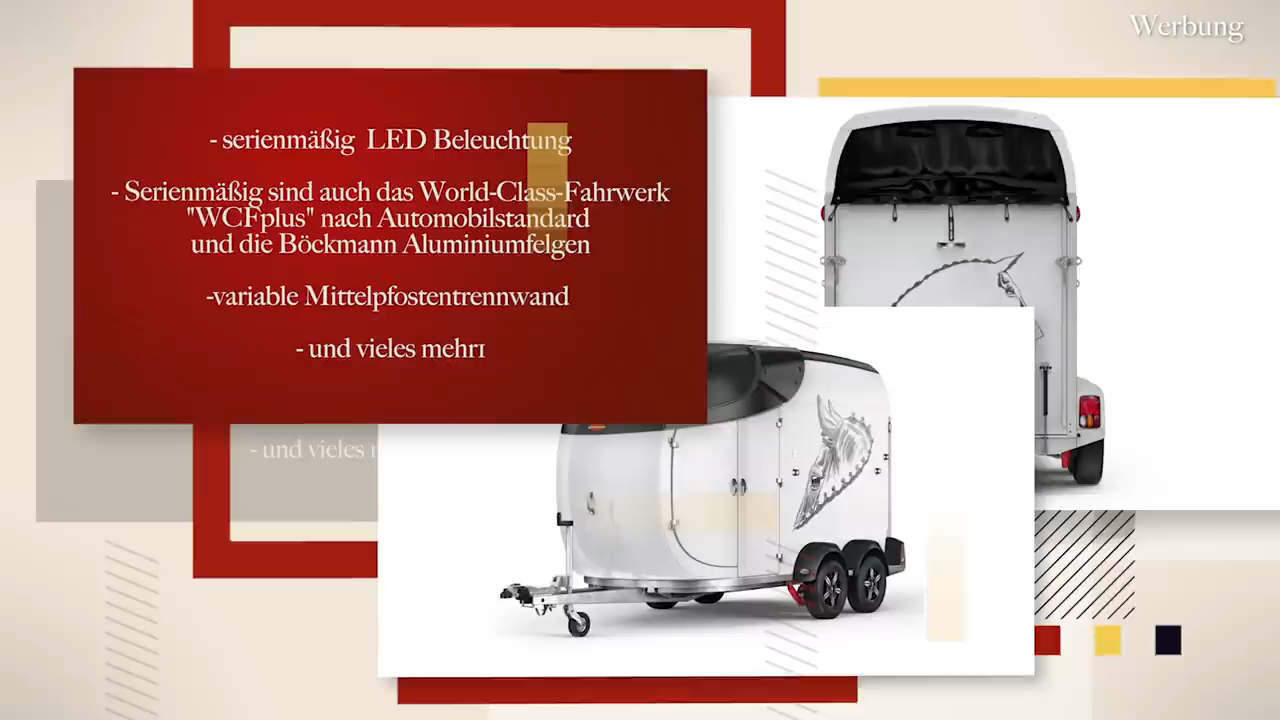 Werbung
- serienmäßig LED Beleuchtung
- Serienmäßig sind auch das World-Class-Fahrwerk
"WCFplus" nach Automobilstandard
und die Böckmann Aluminiumfelgen
-variable Mittelpfostentrennwand
- und vieles mehr1
- und vieles